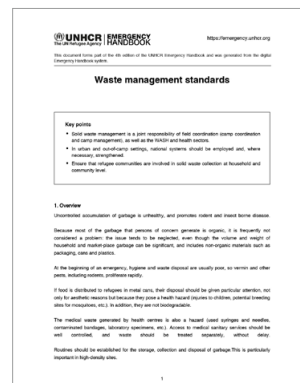 UNHCR
The UN Refugee Agency
EMERGENCY
HANDBOOK
https://emergency.unhcr.org
This document forms part of the 4th edition of the UNHCR Emergency Handbook and was generated from the digital
Emergency Handbook system.
Waste management standards
Key points
• Solid waste management is a joint responsibility of field coordination (camp coordination
and camp management), as well as the WASH and health sectors.
• In urban and out-of-camp settings, national systems should be employed and, where
necessary, strengthened.
• Ensure that refugee communities are involved in solid waste collection at household and
community level.
1. Overview
Uncontrolled accumulation of garbage is unhealthy, and promotes rodent and insect-borne disease.
Because most of the garbage that persons of concern generate is organic, it is frequently not
considered a problem: the issue tends to be neglected, even though the volume and weight of
household and market-place garbage can be significant, and includes non-organic materials such as
packaging, cans and plastics.
At the beginning of an emergency, hygiene and waste disposal are usually poor, so vermin and other
pests, including rodents, proliferate rapidly.
If food is distributed to refugees in metal cans, their disposal should be given particular attention, not
only for aesthetic reasons but because they pose a health hazard (injuries to children, potential breeding
sites for mosquitoes, etc.). In addition, they are not biodegradable.
The medical waste generated by health centres is also a hazard (used syringes and needles,
contaminated bandages, laboratory specimens, etc.). Access to medical sanitary services should be
well controlled, and waste should be treated separately, without delay.
Routines should be established for the storage, collection and disposal of garbage.This is particularly
important in high-density sites.
1